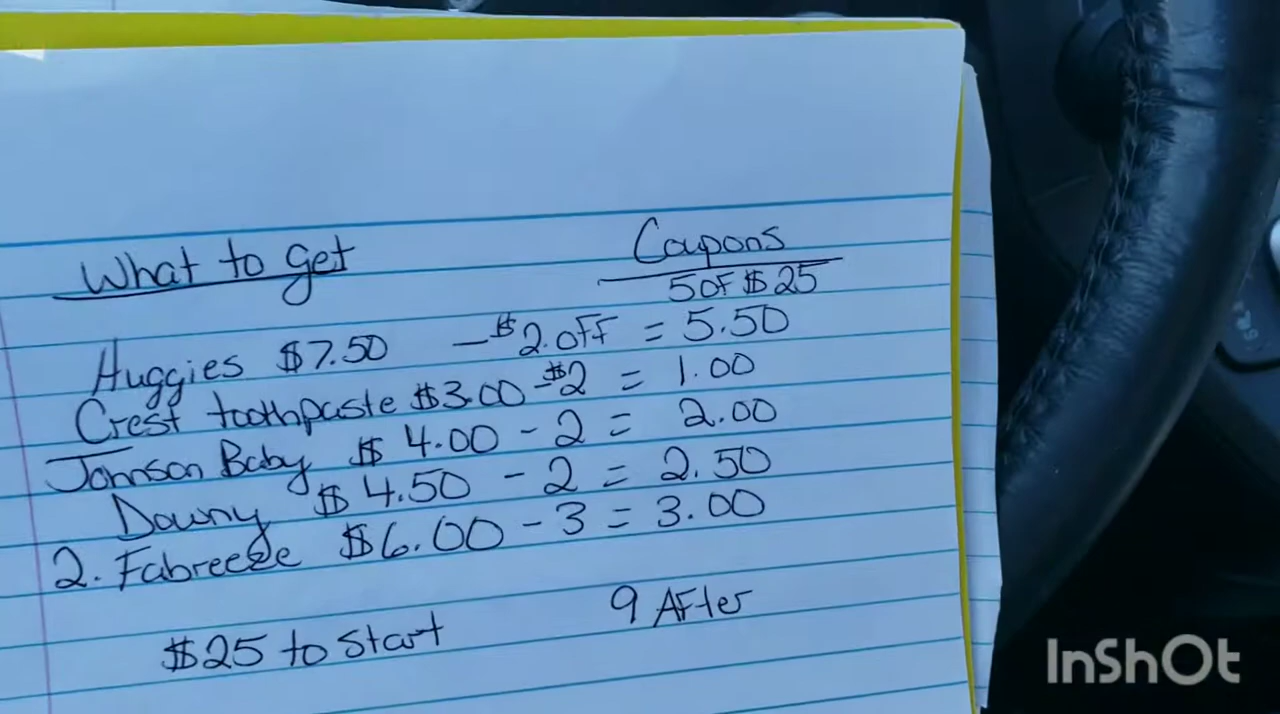 What to get
Coupons
5 off $25
Huggies $7.50 - $2.off = 5.50
Crest toothpaste $3.00 - $2 = 1.00
Johnson Baby $ 4.00 - 2 = 2.00
Downy $ 4.50 - 2 = 2.50
2. Fabreeze $6.00 - 3 = 3.00
$25 to start
9 After
InShOt